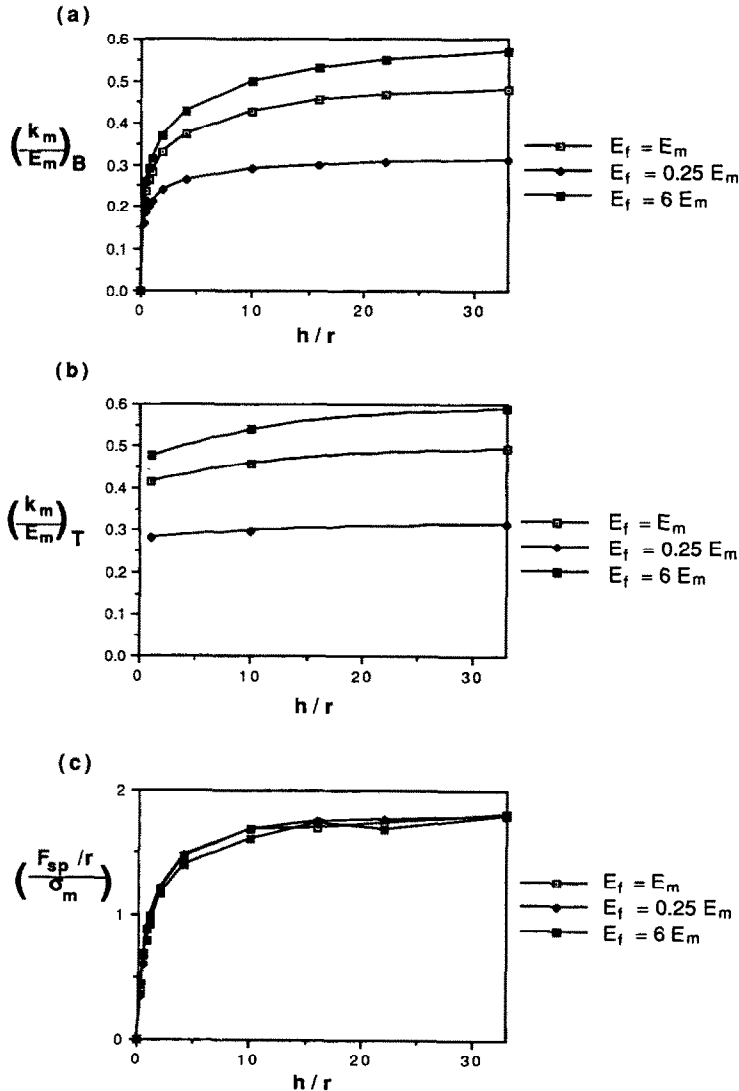 (a)
0.6
0.5
0.4
0.3
0.2
0.1
0.0
(k_m/E_m)_B
0 10 20 30
h/r
E_f = E_m
E_f = 0.25 E_m
E_f = 6 E_m
(b)
0.6
0.5
0.4
0.3
0.2
0.1
0.0
(k_m/E_m)_T
0 10 20 30
h/r
E_f = E_m
E_f = 0.25 E_m
E_f = 6 E_m
(c)
2
1
0
(F_sp/r/σ_m)
0 10 20 30
h/r
E_f = E_m
E_f = 0.25 E_m
E_f = 6 E_m